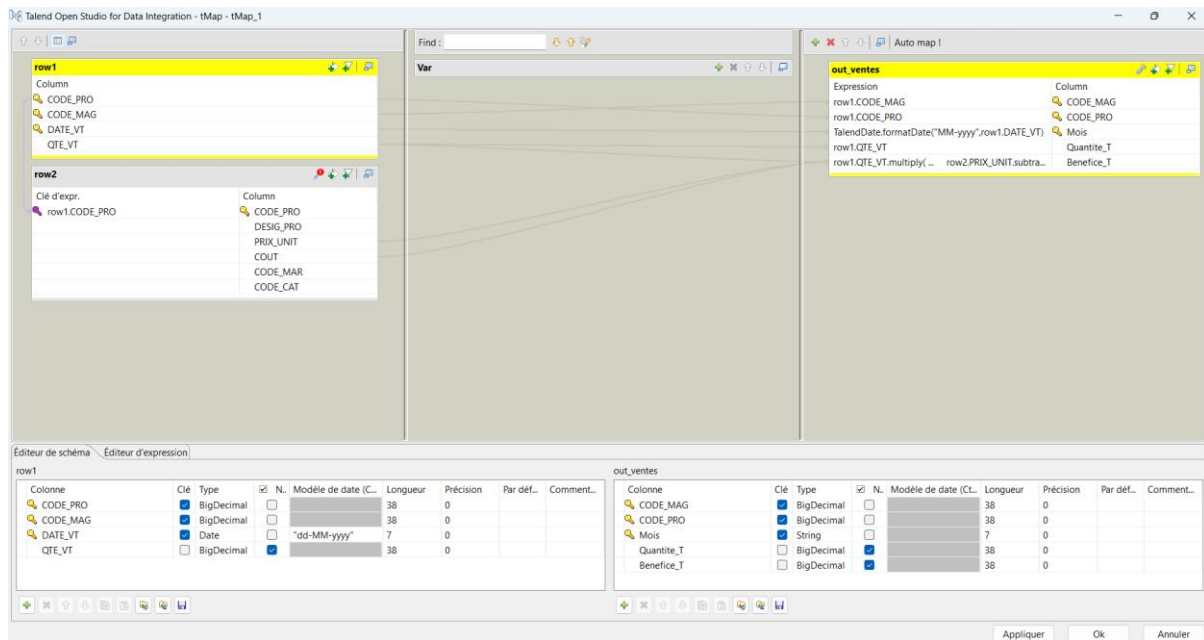 Talend Open Studio for Data Integration - tMap - tMap_1
Find :
Auto map !
row1
Column
CODE_PRO
CODE_MAG
DATE_VT
QTE_VT
row2
Clé d'expr. Column
row1.CODE_PRO CODE_PRO
DESIG_PRO
PRIX_UNIT
COUT
CODE_MAR
CODE_CAT
Var
out_ventes
Expression Column
row1.CODE_MAG CODE_MAG
row1.CODE_PRO CODE_PRO
TalendDate.formatDate("MM-yyyy",row1.DATE_VT) Mois
row1.QTE_VT Quantite_T
row1.QTE_VT.multiply( ... row2.PRIX_UNIT.subtra... Benefice_T
Éditeur de schéma Éditeur d'expression
row1
Colonne Clé Type N.. Modèle de date (C... Longueur Précision Par déf... Comment...
CODE_PRO BigDecimal 38 0
CODE_MAG BigDecimal 38 0
DATE_VT Date "dd-MM-yyyy" 7 0
QTE_VT BigDecimal 38 0
out_ventes
Colonne Clé Type N.. Modèle de date (Ct... Longueur Précision Par déf... Comment...
CODE_MAG BigDecimal 38 0
CODE_PRO BigDecimal 38 0
Mois String 7 0
Quantite_T BigDecimal 38 0
Benefice_T BigDecimal 38 0
Appliquer Ok Annuler